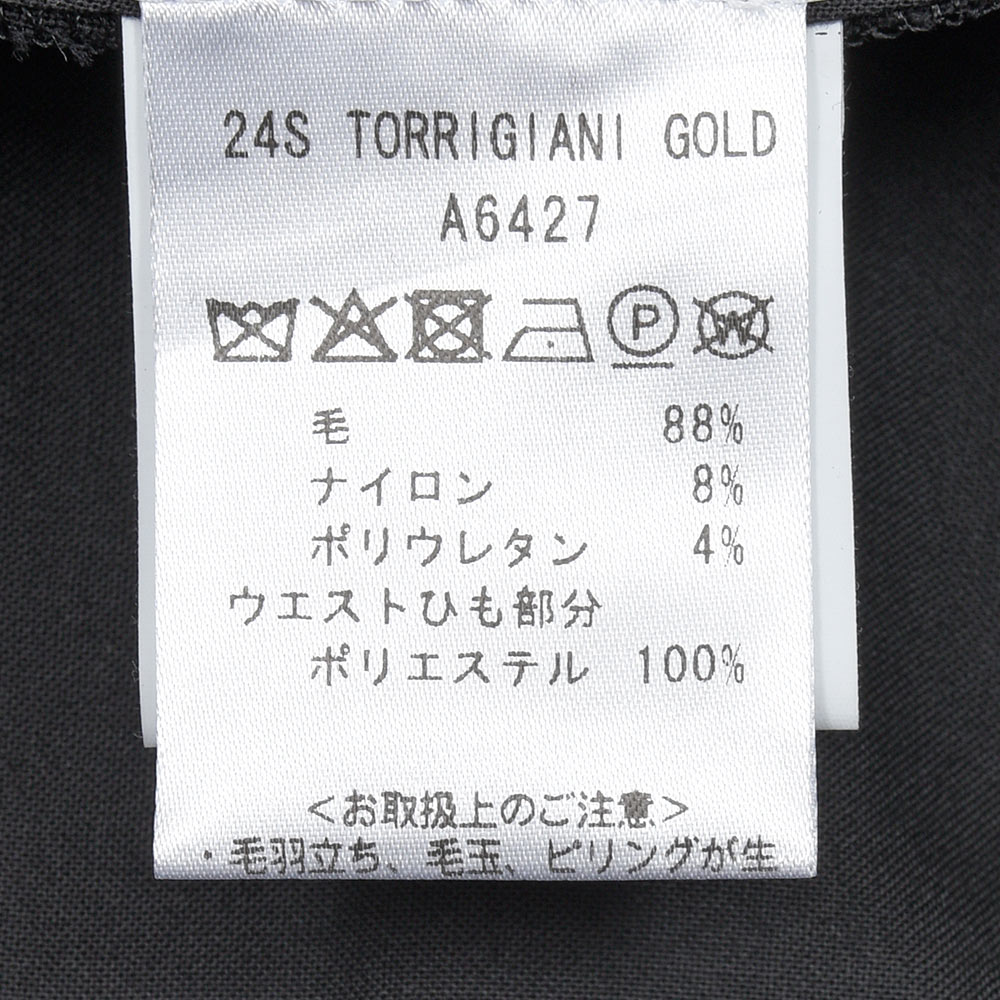 24S TORRIGIANI GOLD
A6427
P W
毛 88%
ナイロン 8%
ポリウレタン 4%
ウエストひも部分
ポリエステル 100%
<お取扱上のご注意>
・毛羽立ち、毛玉、ピリングが生